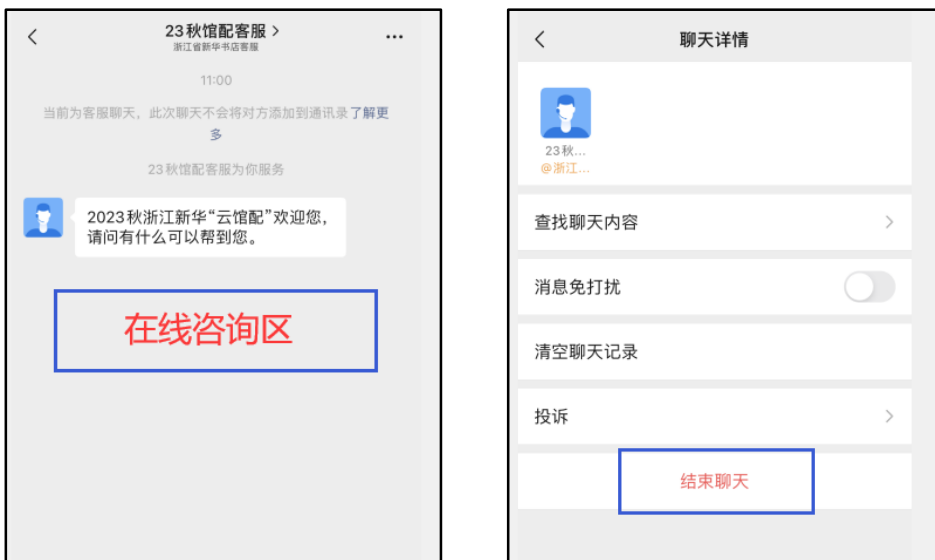 23秋馆配客服 >
浙江省新华书店客服
11:00
当前为客服聊天，此次聊天不会将对方添加到通讯录 了解更
多
23秋馆配客服为你服务
2023秋浙江新华“云馆配”欢迎您，
请问有什么可以帮到您。
在线咨询区
聊天详情
23秋...
@浙江...
查找聊天内容
消息免打扰
清空聊天记录
投诉
结束聊天